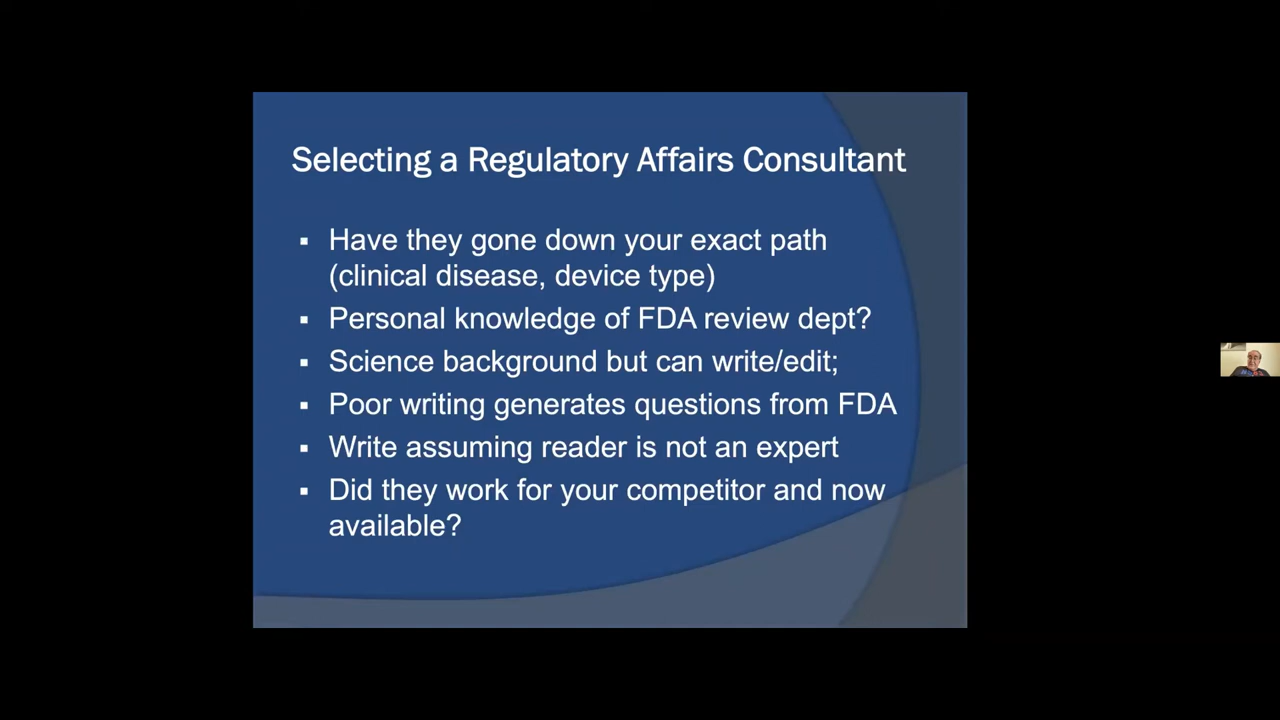 Selecting a Regulatory Affairs Consultant
▪ Have they gone down your exact path
(clinical disease, device type)
▪ Personal knowledge of FDA review dept?
▪ Science background but can write/edit;
▪ Poor writing generates questions from FDA
▪ Write assuming reader is not an expert
▪ Did they work for your competitor and now
available?